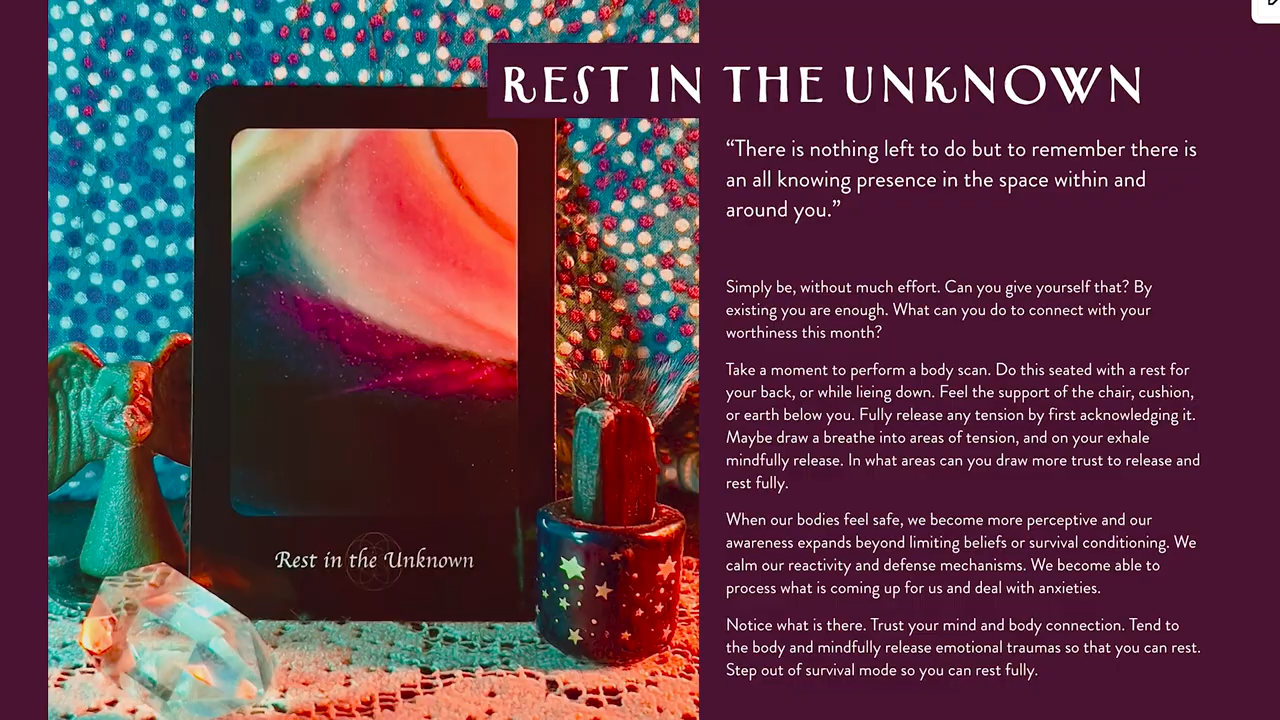 REST IN THE UNKNOWN
“There is nothing left to do but to remember there is
an all knowing presence in the space within and
around you.”
Simply be, without much effort. Can you give yourself that? By
existing you are enough. What can you do to connect with your
worthiness this month?
Take a moment to perform a body scan. Do this seated with a rest for
your back, or while lieing down. Feel the support of the chair, cushion,
or earth below you. Fully release any tension by first acknowledging it.
Maybe draw a breathe into areas of tension, and on your exhale
mindfully release. In what areas can you draw more trust to release and
rest fully.
When our bodies feel safe, we become more perceptive and our
awareness expands beyond limiting beliefs or survival conditioning. We
calm our reactivity and defense mechanisms. We become able to
process what is coming up for us and deal with anxieties.
Notice what is there. Trust your mind and body connection. Tend to
the body and mindfully release emotional traumas so that you can rest.
Step out of survival mode so you can rest fully.
Rest in the Unknown